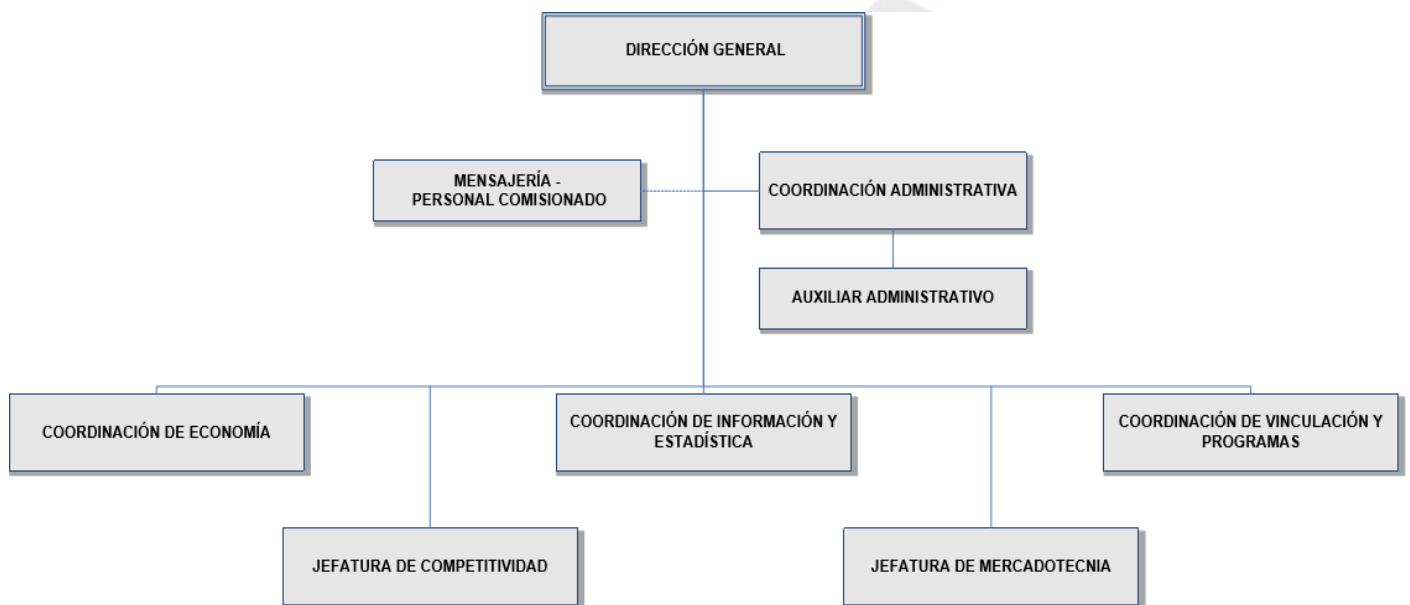 DIRECCIÓN GENERAL
MENSAJERÍA -
PERSONAL COMISIONADO
COORDINACIÓN ADMINISTRATIVA
AUXILIAR ADMINISTRATIVO
COORDINACIÓN DE ECONOMÍA
COORDINACIÓN DE INFORMACIÓN Y
ESTADÍSTICA
COORDINACIÓN DE VINCULACIÓN Y
PROGRAMAS
JEFATURA DE COMPETITIVIDAD
JEFATURA DE MERCADOTECNIA